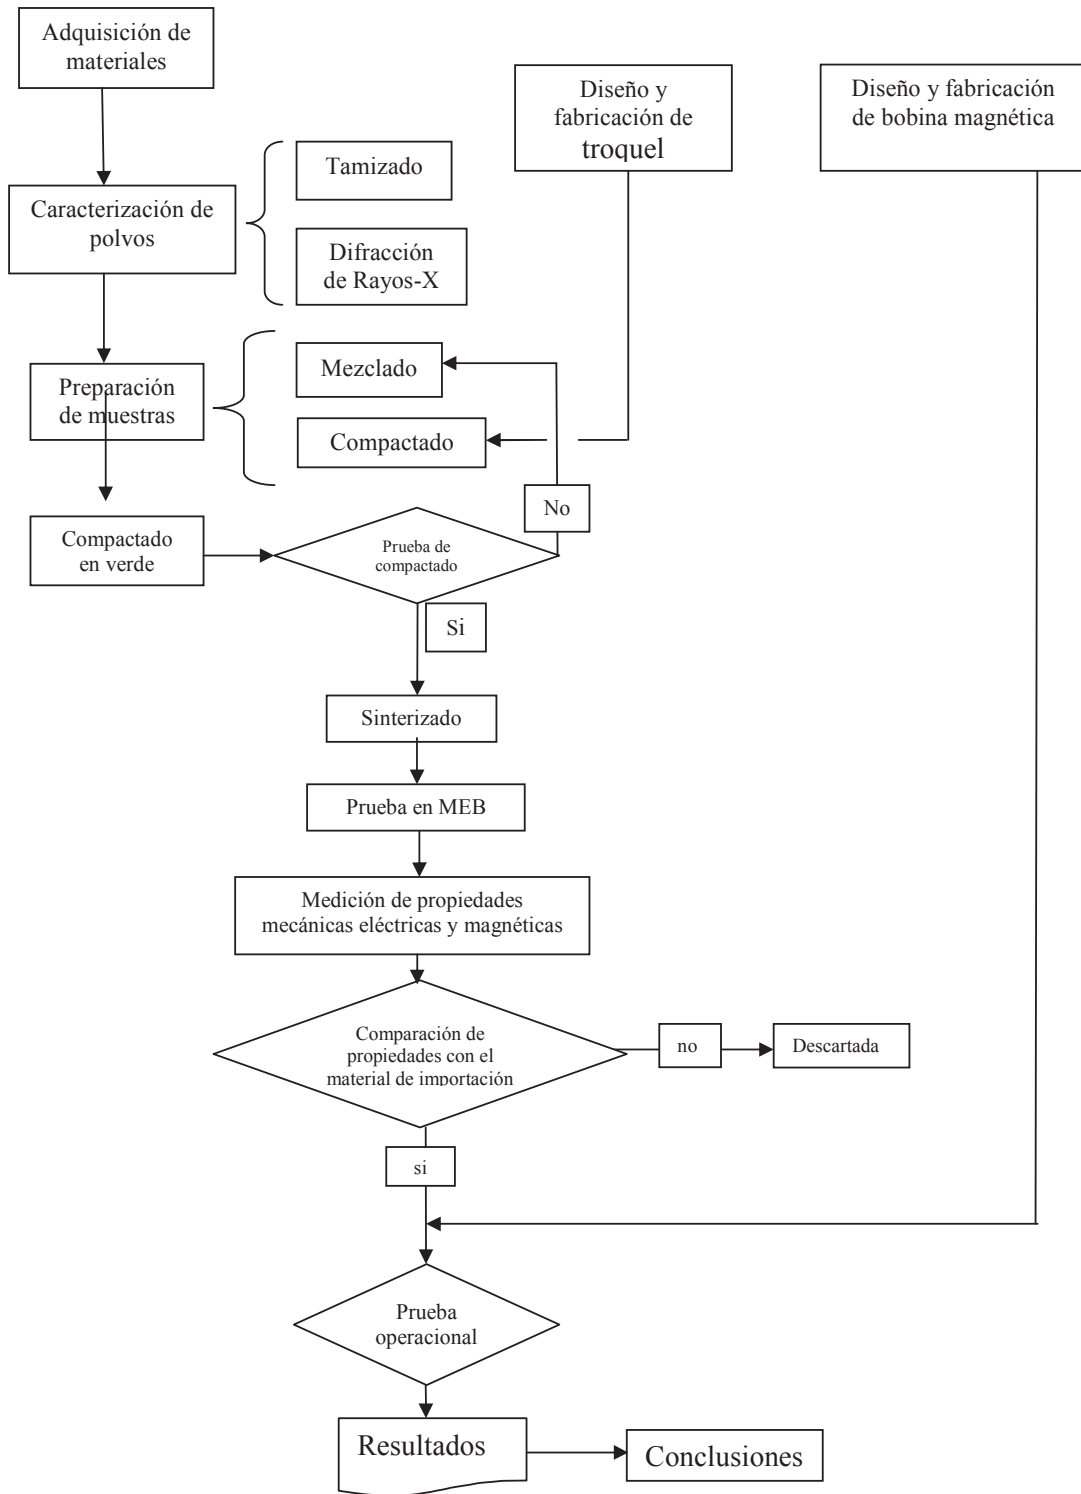 Adquisición de
materiales
Diseño y
fabricación de
troquel
Diseño y fabricación
de bobina magnética
Tamizado
Caracterización de
polvos
Difracción
de Rayos-X
Mezclado
Preparación
de muestras
Compactado
No
Compactado
en verde
Prueba de
compactado
Si
Sinterizado
Prueba en MEB
Medición de propiedades
mecánicas eléctricas y magnéticas
Comparación de
propiedades con el
material de importación
no
Descartada
si
Prueba
operacional
Resultados
Conclusiones